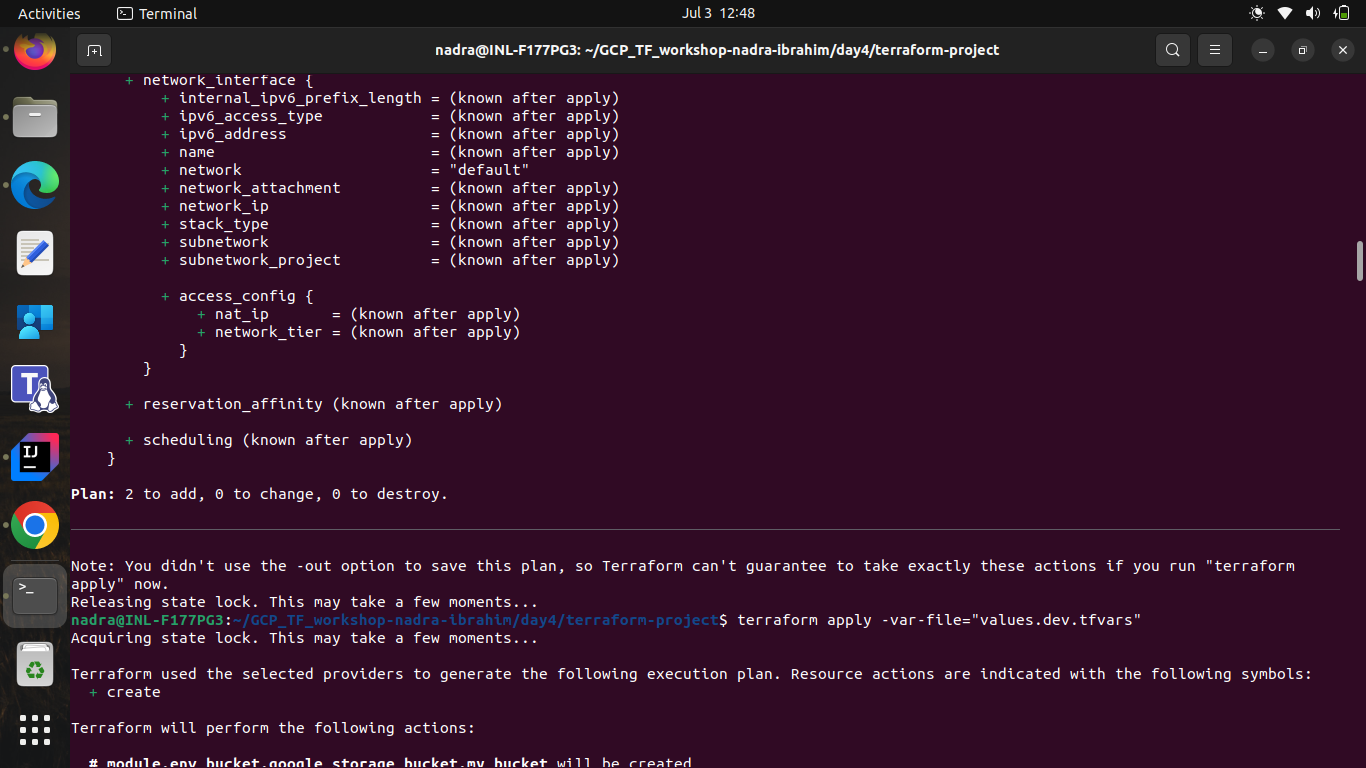 Activities
Terminal
Jul 3 12:48
nadra@INL-F177PG3: ~/GCP_TF_workshop-nadra-ibrahim/day4/terraform-project
+ network_interface {
+ internal_ipv6_prefix_length = (known after apply)
+ ipv6_access_type = (known after apply)
+ ipv6_address = (known after apply)
+ name = (known after apply)
+ network = "default"
+ network_attachment = (known after apply)
+ network_ip = (known after apply)
+ stack_type = (known after apply)
+ subnetwork = (known after apply)
+ subnetwork_project = (known after apply)
+ access_config {
+ nat_ip = (known after apply)
+ network_tier = (known after apply)
}
}
+ reservation_affinity (known after apply)
+ scheduling (known after apply)
}
Plan: 2 to add, 0 to change, 0 to destroy.
Note: You didn't use the -out option to save this plan, so Terraform can't guarantee to take exactly these actions if you run "terraform
apply" now.
Releasing state lock. This may take a few moments...
nadra@INL-F177PG3:~/GCP_TF_workshop-nadra-ibrahim/day4/terraform-project$ terraform apply -var-file="values.dev.tfvars"
Acquiring state lock. This may take a few moments...
Terraform used the selected providers to generate the following execution plan. Resource actions are indicated with the following symbols:
+ create
Terraform will perform the following actions:
# module.env_bucket.google_storage_bucket.my_bucket will be created
T
IJ
>_